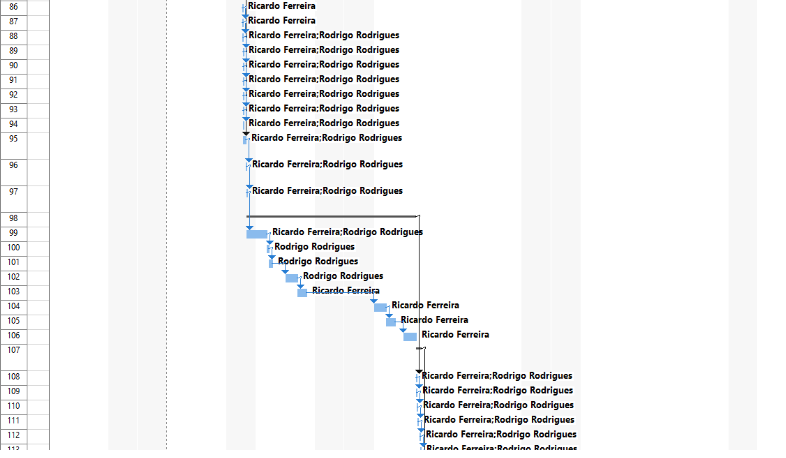 86 Ricardo Ferreira
87 Ricardo Ferreira
88 Ricardo Ferreira;Rodrigo Rodrigues
89 Ricardo Ferreira;Rodrigo Rodrigues
90 Ricardo Ferreira;Rodrigo Rodrigues
91 Ricardo Ferreira;Rodrigo Rodrigues
92 Ricardo Ferreira;Rodrigo Rodrigues
93 Ricardo Ferreira;Rodrigo Rodrigues
94 Ricardo Ferreira;Rodrigo Rodrigues
95 Ricardo Ferreira;Rodrigo Rodrigues
96 Ricardo Ferreira;Rodrigo Rodrigues
97 Ricardo Ferreira;Rodrigo Rodrigues
98
99 Ricardo Ferreira;Rodrigo Rodrigues
100 Rodrigo Rodrigues
101 Rodrigo Rodrigues
102 Rodrigo Rodrigues
103 Ricardo Ferreira
104 Ricardo Ferreira
105 Ricardo Ferreira
106 Ricardo Ferreira
107
108 Ricardo Ferreira;Rodrigo Rodrigues
109 Ricardo Ferreira;Rodrigo Rodrigues
110 Ricardo Ferreira;Rodrigo Rodrigues
111 Ricardo Ferreira;Rodrigo Rodrigues
112 Ricardo Ferreira;Rodrigo Rodrigues
113 Ricardo Ferreira;Rodrigo Rodrigues